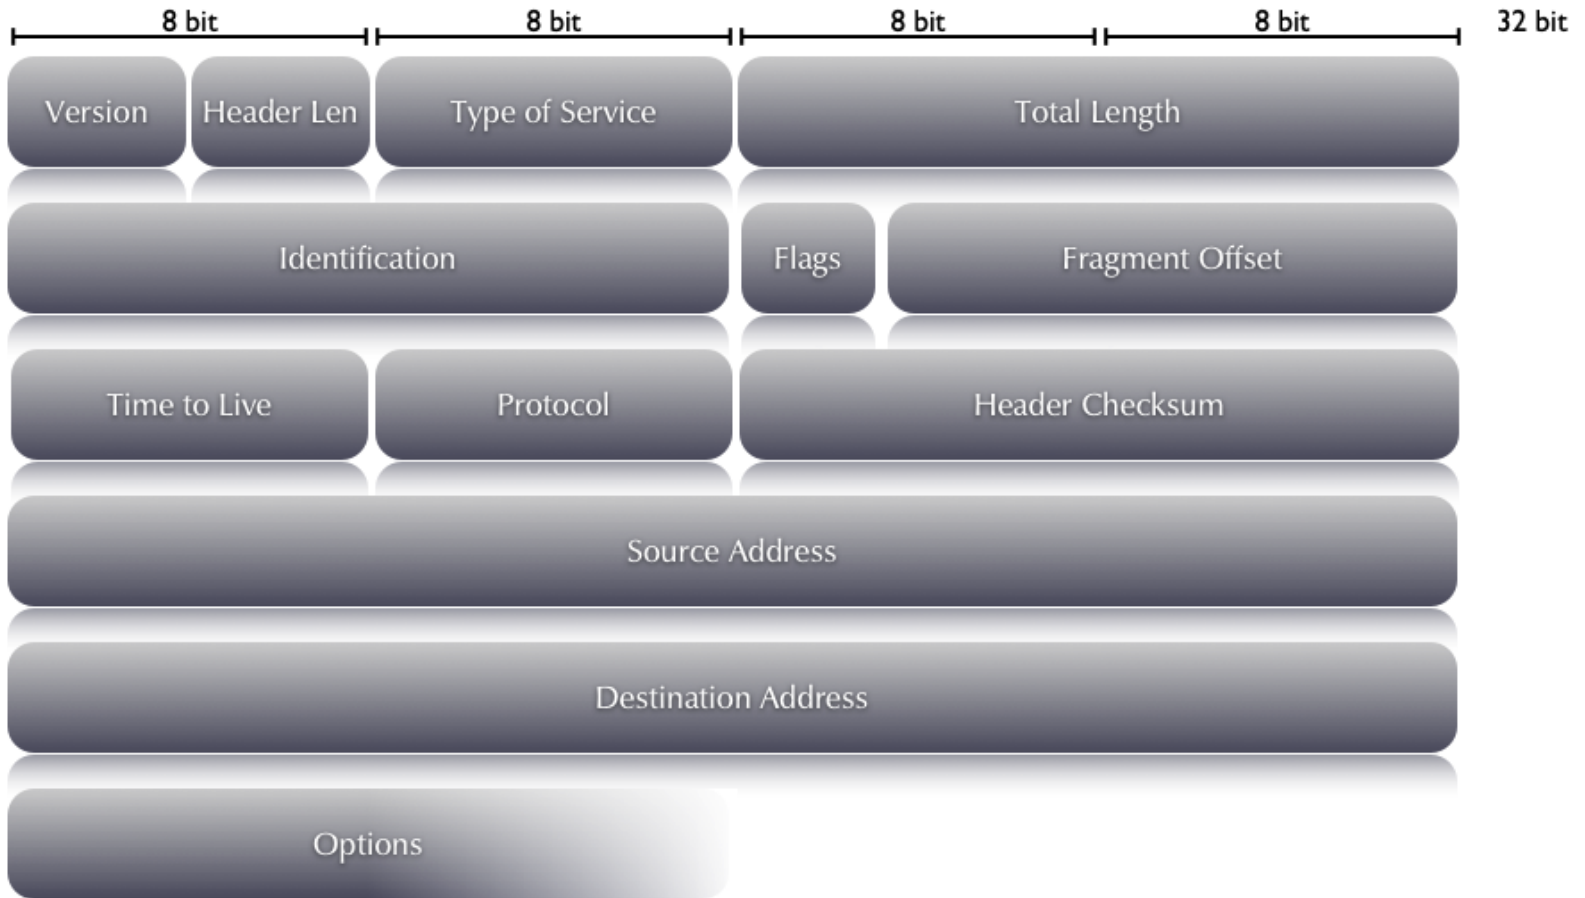 8 bit 8 bit 8 bit 8 bit 32 bit
Version Header Len Type of Service Total Length
Identification Flags Fragment Offset
Time to Live Protocol Header Checksum
Source Address
Destination Address
Options